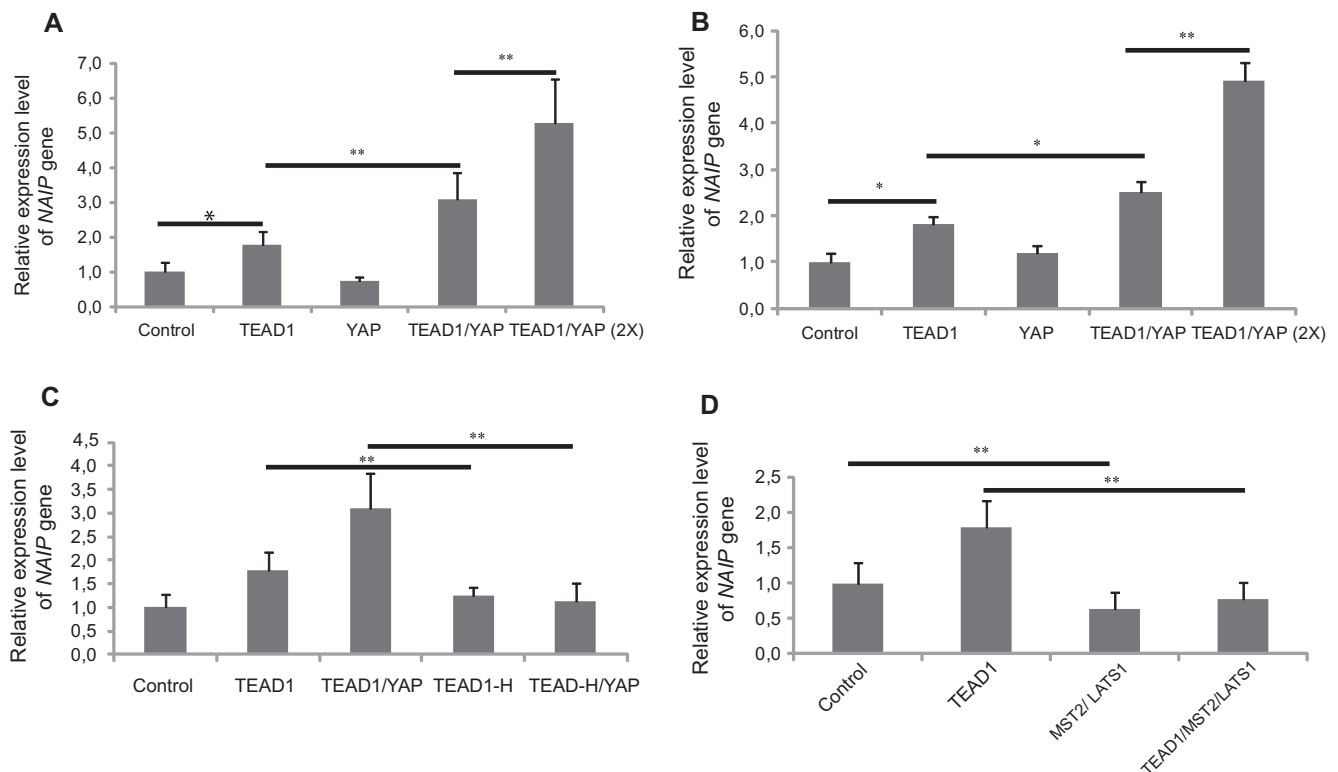 A
Relative expression level
of NAIP gene
7,0
6,0
5,0
4,0
3,0
2,0
1,0
0,0
*
**
**
Control TEAD1 YAP TEAD1/YAP TEAD1/YAP (2X)
B
Relative expression level
of NAIP gene
6,0
5,0
4,0
3,0
2,0
1,0
0,0
*
*
**
Control TEAD1 YAP TEAD1/YAP TEAD1/YAP (2X)
C
Relative expression level
of NAIP gene
4,5
4,0
3,5
3,0
2,5
2,0
1,5
1,0
0,5
0,0
**
**
Control TEAD1 TEAD1/YAP TEAD1-H TEAD-H/YAP
D
Relative expression level
of NAIP gene
2,5
2,0
1,5
1,0
0,5
0,0
**
**
Control
TEAD1
MST2/ LATS1
TEAD1/MST2/LATS1